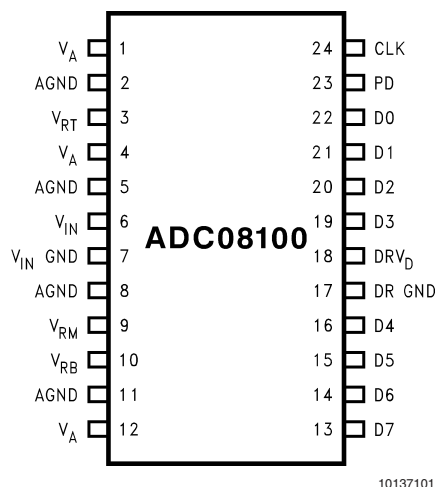 V_A 1 24 CLK
AGND 2 23 PD
V_RT 3 22 D0
V_A 4 21 D1
AGND 5 20 D2
V_IN 6 19 D3
ADC08100
V_IN GND 7 18 DRV_D
AGND 8 17 DR GND
V_RM 9 16 D4
V_RB 10 15 D5
AGND 11 14 D6
V_A 12 13 D7
10137101